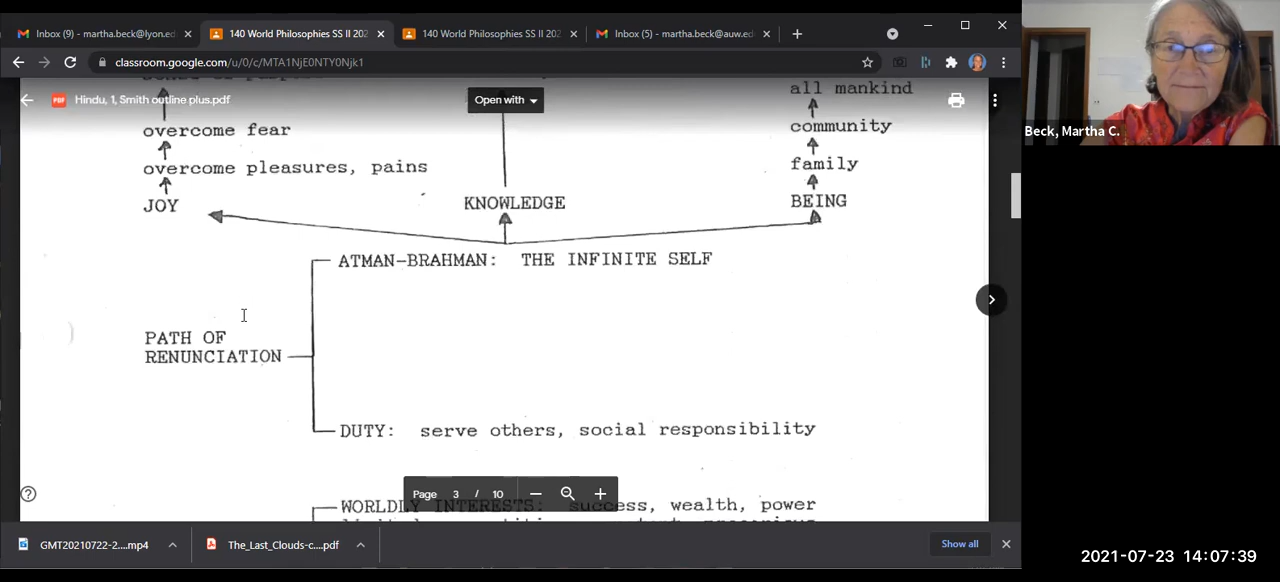 Inbox (9) - martha.beck@lyon.ed
140 World Philosophies SS II 202
140 World Philosophies SS II 202
Inbox (5) - martha.beck@auw.ed
classroom.google.com/u/0/c/MTA1NjE0NTY0Njk1
Hindu, 1, Smith outline plus.pdf
Open with
all mankind
Beck, Martha C.
overcome fear
community
overcome pleasures, pains
family
JOY
KNOWLEDGE
BEING
ATMAN-BRAHMAN: THE INFINITE SELF
PATH OF
RENUNCIATION
DUTY: serve others, social responsibility
Page 3 / 10
WORLDLY INTERESTS: success, wealth, power
GMT20210722-2....mp4
The_Last_Clouds-c....pdf
Show all
2021-07-23 14:07:39